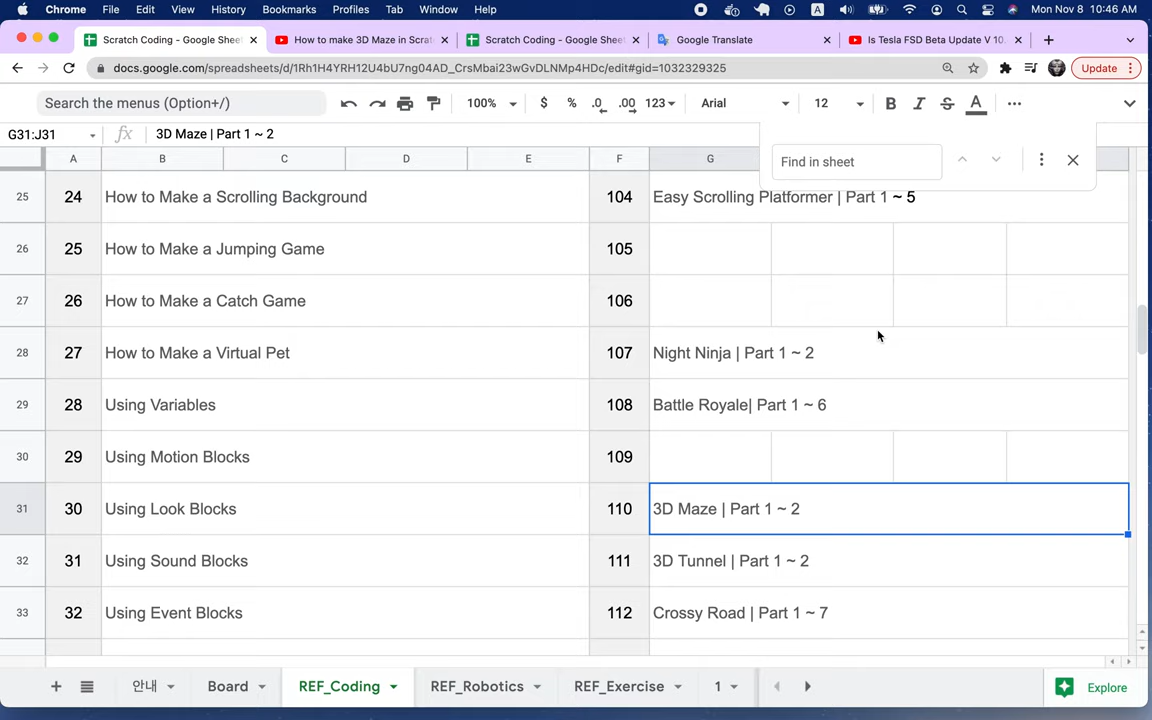 Chrome File Edit View History Bookmarks Profiles Tab Window Help A Mon Nov 8 10:46 AM
Scratch Coding - Google Sheet How to make 3D Maze in Scrat Scratch Coding - Google Sheet Google Translate Is Tesla FSD Beta Update V 10.
docs.google.com/spreadsheets/d/1Rh1H4YRH12U4bU7ng04AD_CrsMbai23wGvDLNMp4HDc/edit#gid=1032329325 Update
Search the menus (Option+/) 100% $ % .0 .00 123 Arial 12 B I S A
G31:J31 fx 3D Maze | Part 1 ~ 2
Find in sheet
A B C D E F G
25 24 How to Make a Scrolling Background 104 Easy Scrolling Platformer | Part 1 ~ 5
26 25 How to Make a Jumping Game 105
27 26 How to Make a Catch Game 106
28 27 How to Make a Virtual Pet 107 Night Ninja | Part 1 ~ 2
29 28 Using Variables 108 Battle Royale| Part 1 ~ 6
30 29 Using Motion Blocks 109
31 30 Using Look Blocks 110 3D Maze | Part 1 ~ 2
32 31 Using Sound Blocks 111 3D Tunnel | Part 1 ~ 2
33 32 Using Event Blocks 112 Crossy Road | Part 1 ~ 7
안내 Board REF_Coding REF_Robotics REF_Exercise 1 Explore